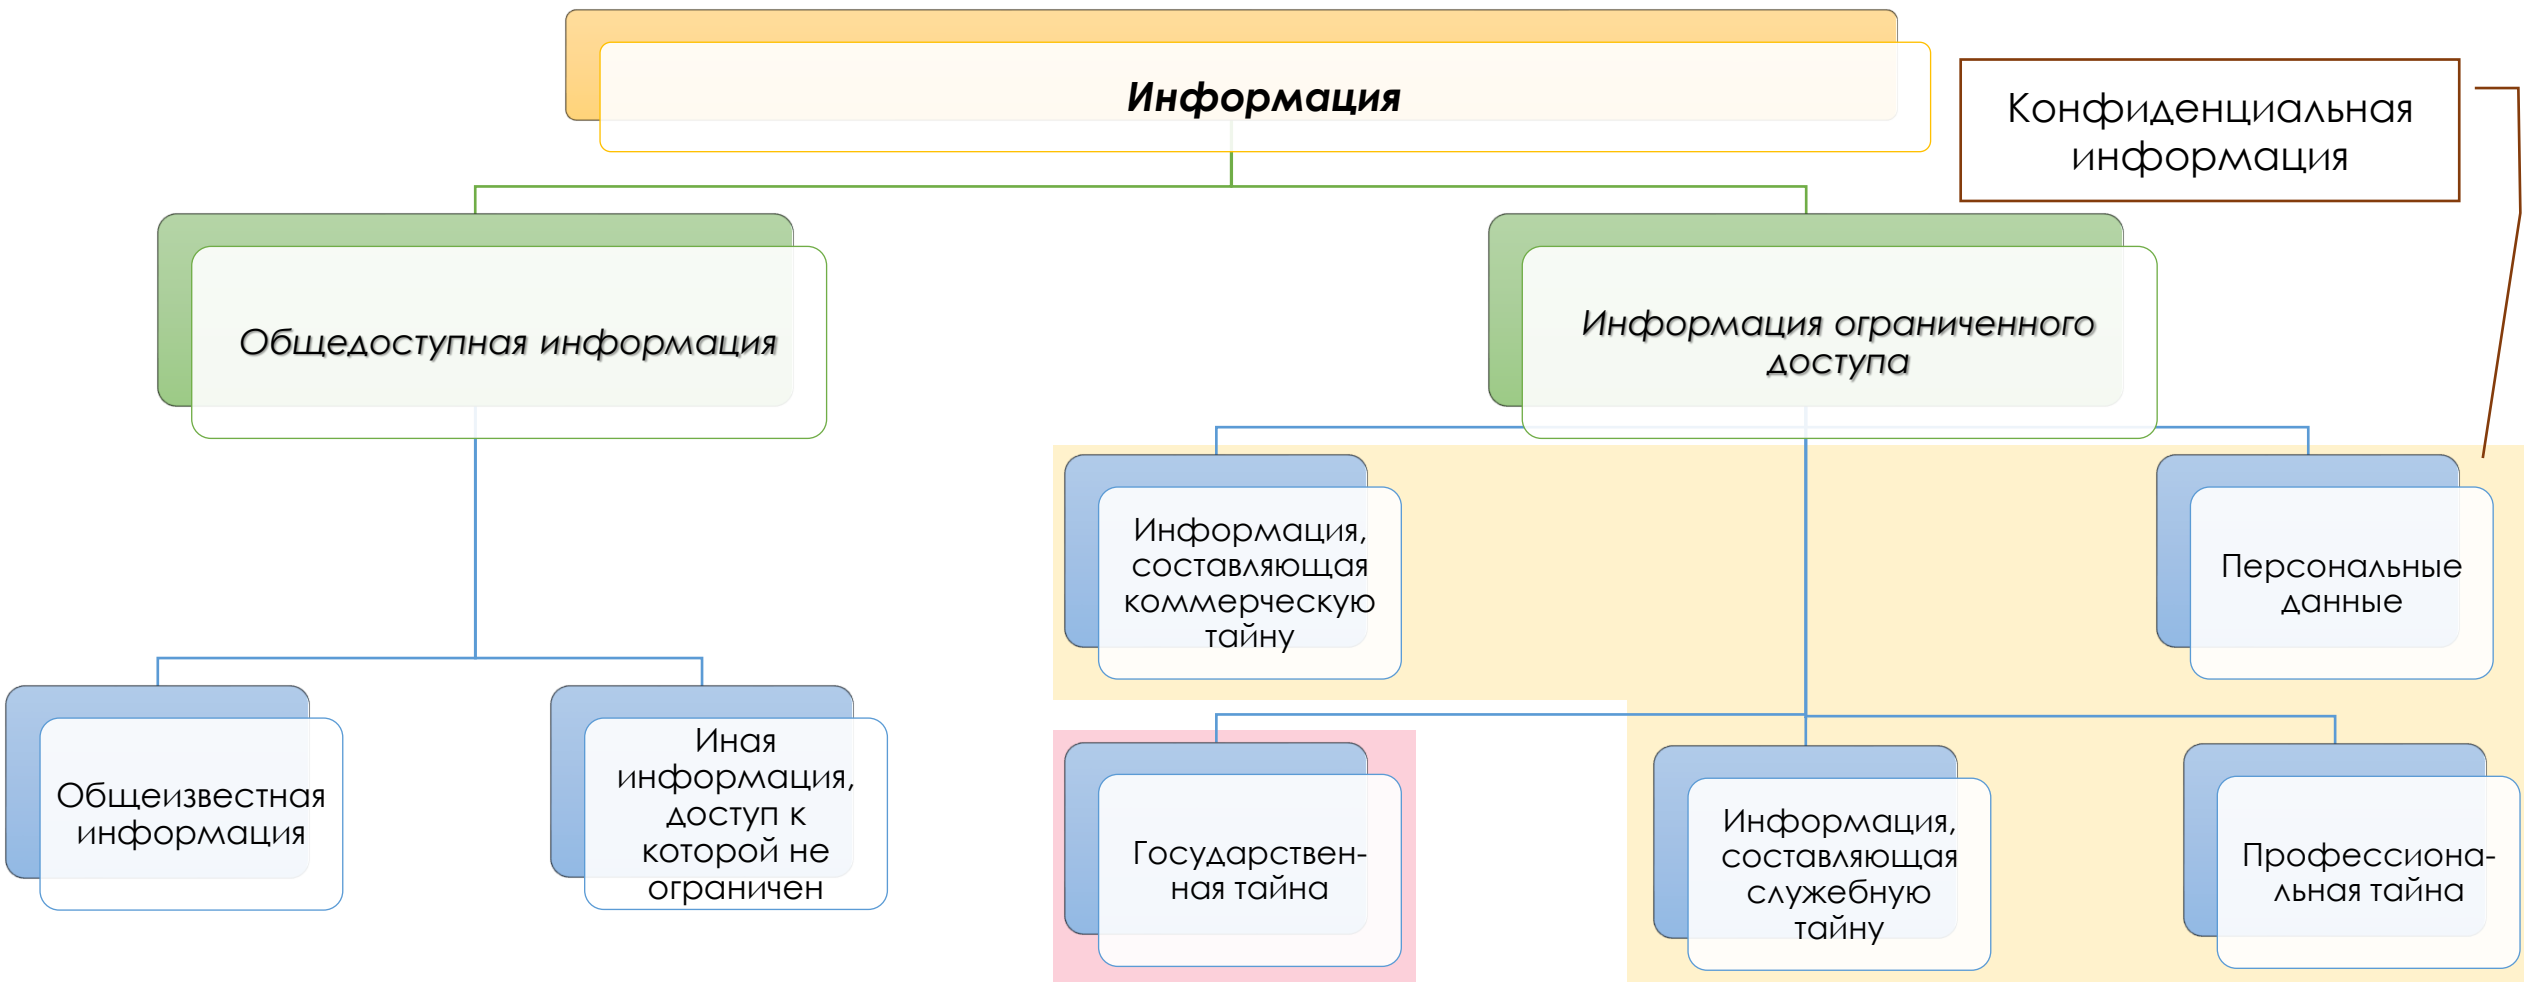 Информация
Конфиденциальная
информация
Общедоступная информация
Информация ограниченного
доступа
Информация,
составляющая
коммерческую
тайну
Персональные
данные
Общеизвестная
информация
Иная
информация,
доступ к
которой не
ограничен
Государствен-
ная тайна
Информация,
составляющая
служебную
тайну
Профессиона-
льная тайна